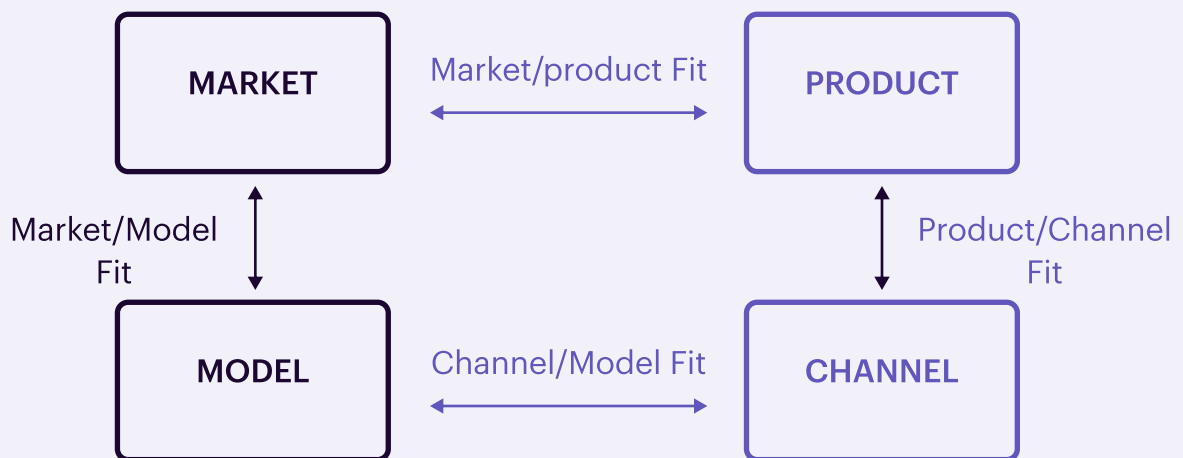 MARKET
Market/product Fit
PRODUCT
Market/Model
Fit
Product/Channel
Fit
MODEL
Channel/Model Fit
CHANNEL